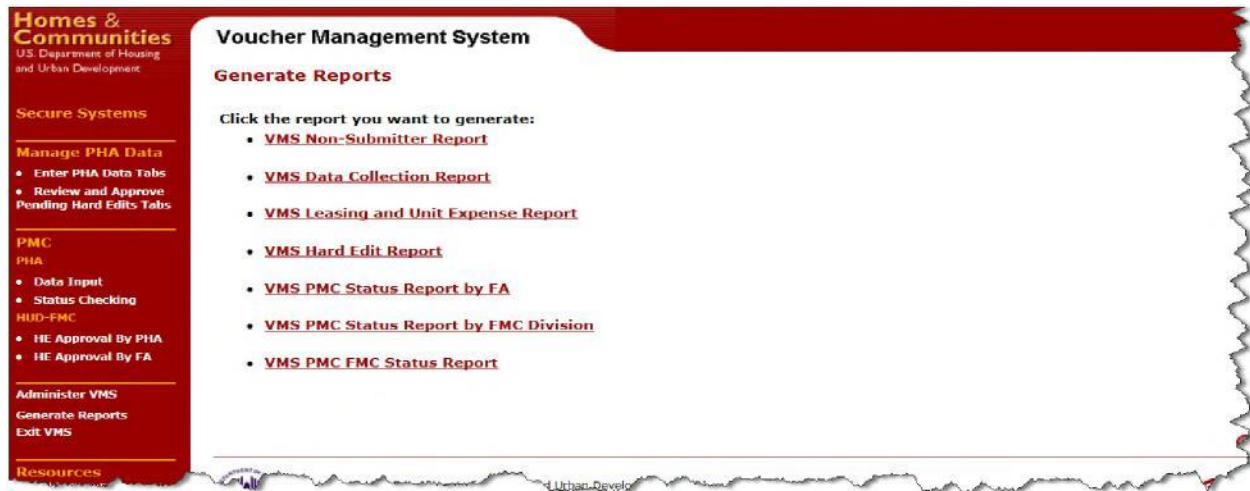 Homes &
Communities
U.S. Department of Housing
and Urban Development
Secure Systems
Manage PHA Data
• Enter PHA Data Tabs
• Review and Approve
Pending Hard Edits Tabs
PMC
PHA
• Data Input
• Status Checking
HUD-FMC
• HE Approval By PHA
• HE Approval By FA
Administer VMS
Generate Reports
Exit VMS
Resources
Voucher Management System
Generate Reports
Click the report you want to generate:
• VMS Non-Submitter Report
• VMS Data Collection Report
• VMS Leasing and Unit Expense Report
• VMS Hard Edit Report
• VMS PMC Status Report by FA
• VMS PMC Status Report by FMC Division
• VMS PMC FMC Status Report
Urban Develo